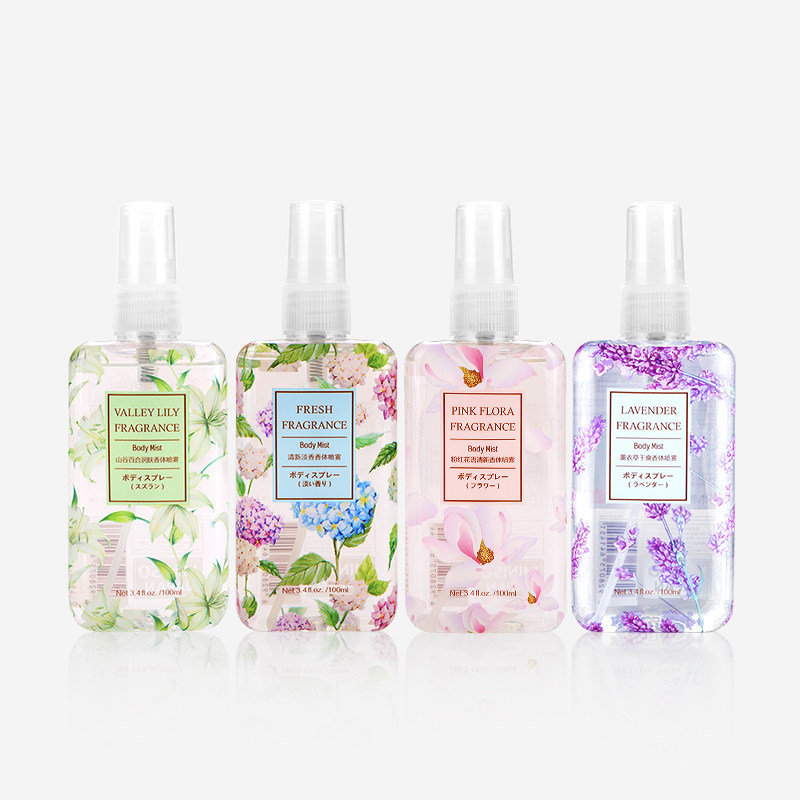 VALLEY LILY
FRAGRANCE
Body Mist
山谷百合润肤香体喷雾
ボディスプレー
(スズラン)
Net 3.4 fl.oz. /100ml
FRESH
FRAGRANCE
Body Mist
清新淡香香体喷雾
ボディスプレー
(淡い香り)
Net 3.4 fl.oz. /100ml
PINK FLORA
FRAGRANCE
Body Mist
粉红花语清新香体喷雾
ボディスプレー
(フラワー)
Net 3.4 fl.oz. /100ml
LAVENDER
FRAGRANCE
Body Mist
薰衣草干爽香体喷雾
ボディスプレー
(ラベンダー)
Net 3.4 fl.oz. /100ml